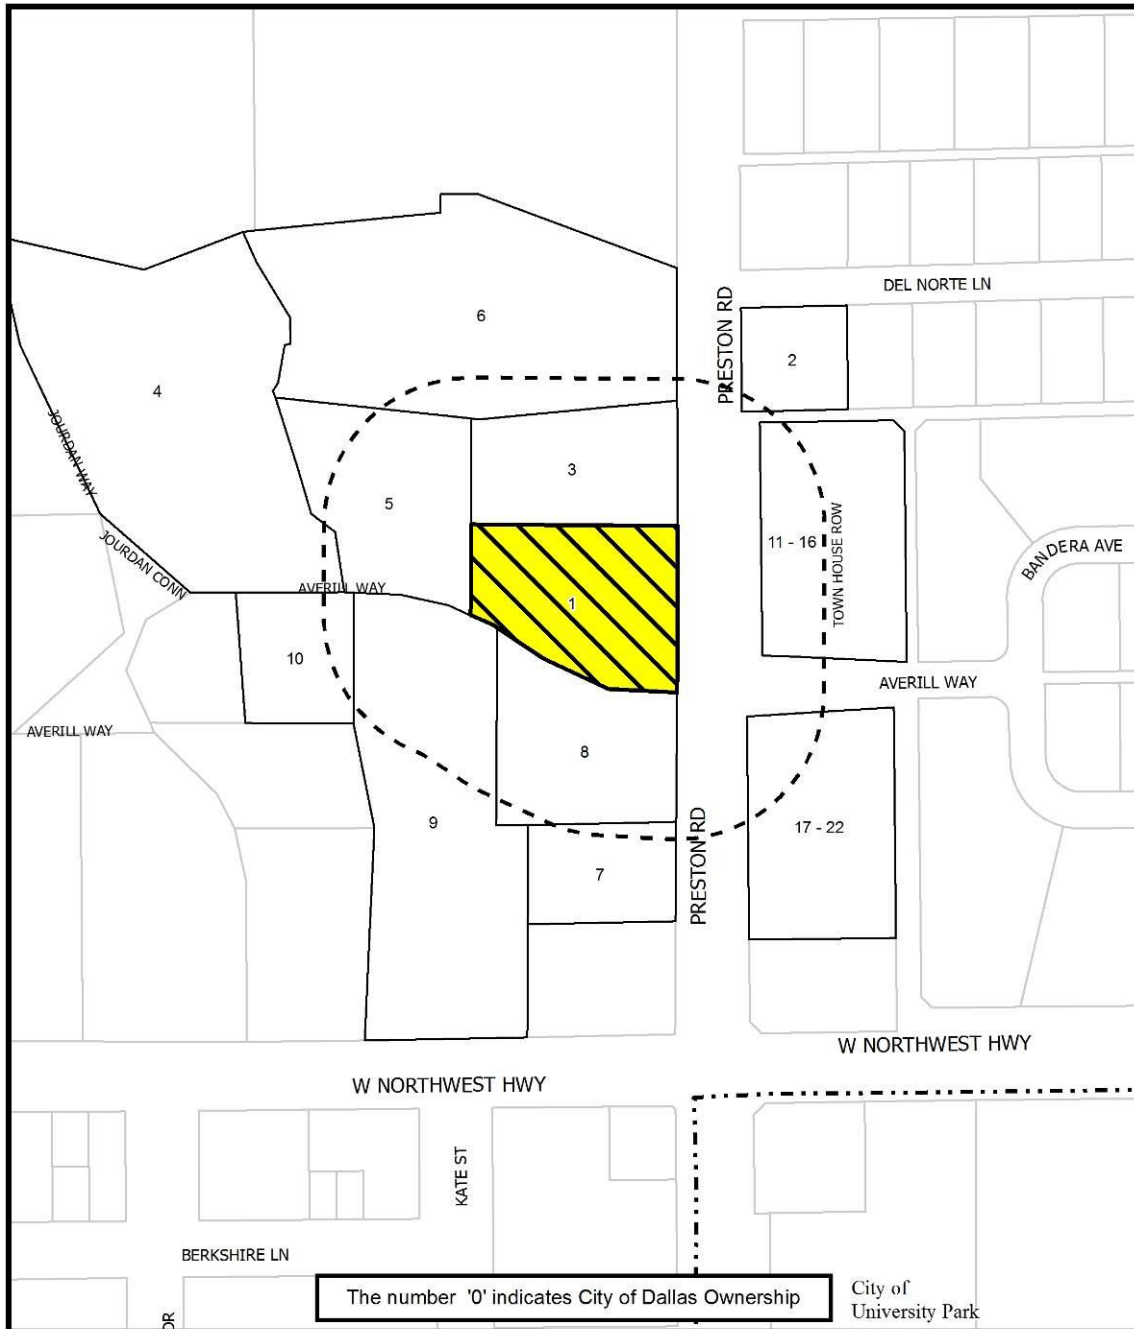 DEL NORTE LN
6
PRESTON RD
2
4
JOURDAN WAY
3
5
11 - 16
TOWN HOUSE ROW
BANDERA AVE
JOURDAN CONN
AVERILL WAY
1
10
AVERILL WAY
AVERILL WAY
8
9
17 - 22
PRESTON RD
7
W NORTHWEST HWY
W NORTHWEST HWY
KATE ST
BERKSHIRE LN
The number '0' indicates City of Dallas Ownership
City of
University Park
DR